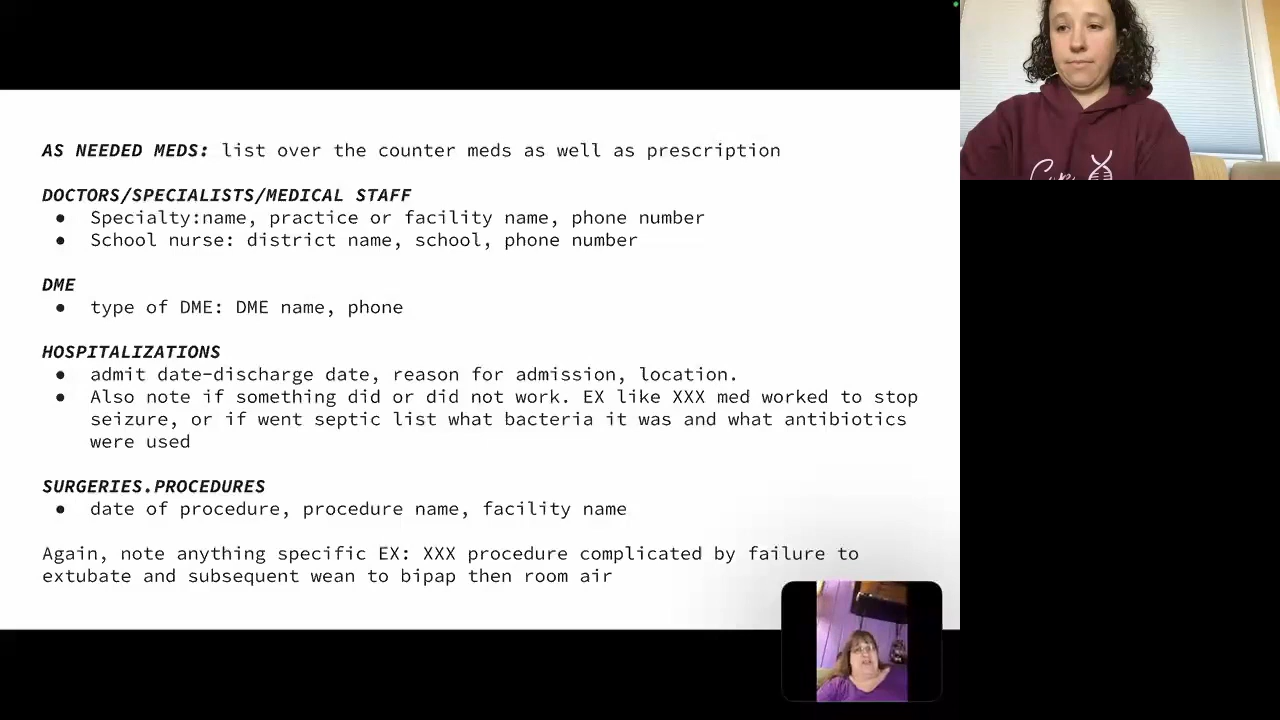 AS NEEDED MEDS: list over the counter meds as well as prescription
DOCTORS/SPECIALISTS/MEDICAL STAFF
● Specialty:name, practice or facility name, phone number
● School nurse: district name, school, phone number
DME
● type of DME: DME name, phone
HOSPITALIZATIONS
● admit date-discharge date, reason for admission, location.
● Also note if something did or did not work. EX like XXX med worked to stop
seizure, or if went septic list what bacteria it was and what antibiotics
were used
SURGERIES.PROCEDURES
● date of procedure, procedure name, facility name
Again, note anything specific EX: XXX procedure complicated by failure to
extubate and subsequent wean to bipap then room air